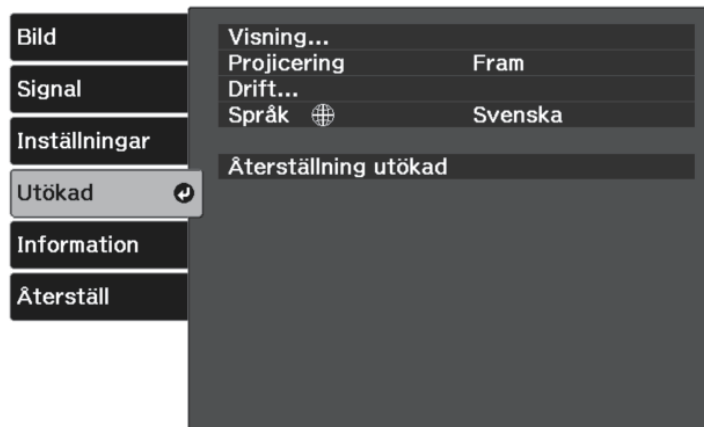 Bild
Signal
Inställningar
Utökad
Information
Återställ
Visning...
Projicering Fram
Drift...
Språk Svenska
Återställning utökad